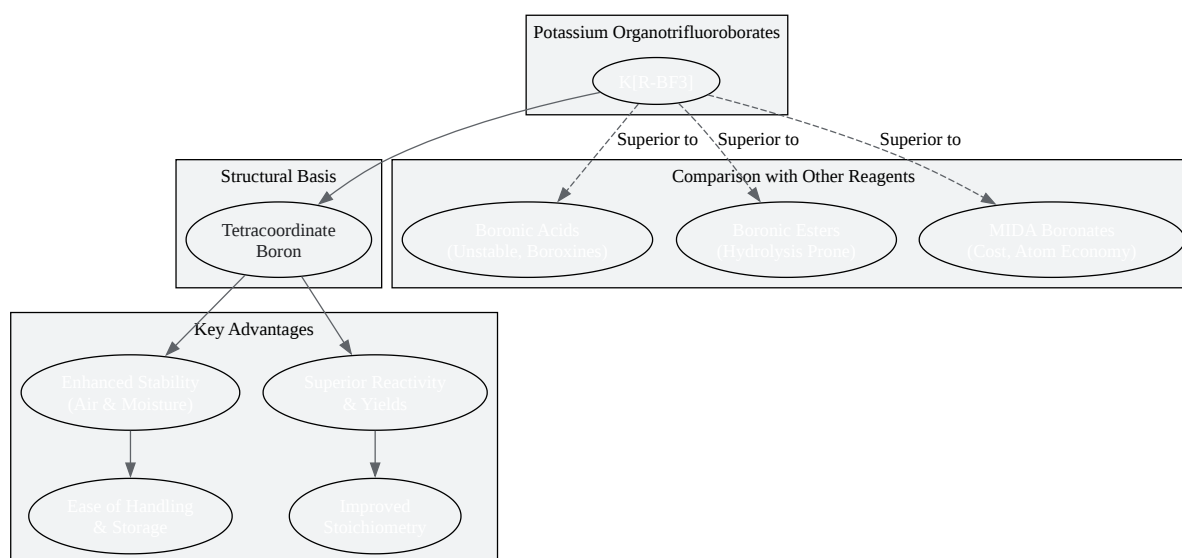 Potassium Organotrifluoroborates
K[R-BF3]
Superior to
Superior to
Superior to
Structural Basis
Tetracoordinate
Boron
Comparison with Other Reagents
Boronic Acids
(Unstable, Boroxines)
Boronic Esters
(Hydrolysis Prone)
MIDA Boronates
(Cost, Atom Economy)
Key Advantages
Enhanced Stability
(Air & Moisture)
Superior Reactivity
& Yields
Ease of Handling
& Storage
Improved
Stoichiometry